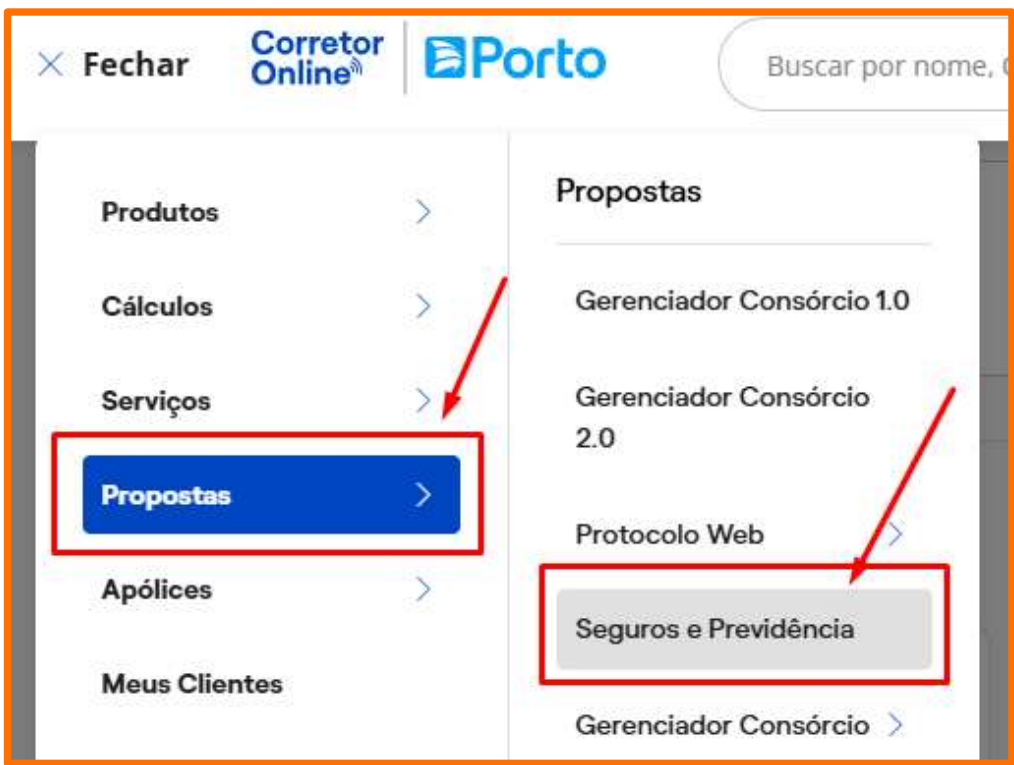 Fechar
Corretor
Online
Porto
Buscar por nome,
Produtos
Cálculos
Serviços
Propostas
Apólices
Meus Clientes
Propostas
Gerenciador Consórcio 1.0
Gerenciador Consórcio
2.0
Protocolo Web
Seguros e Previdência
Gerenciador Consórcio